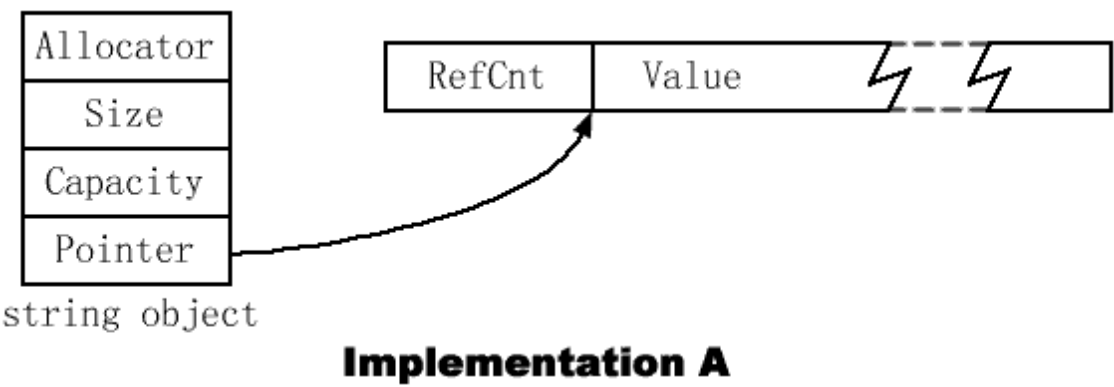 Allocator
Size
Capacity
Pointer
string object
RefCnt
Value
Implementation A